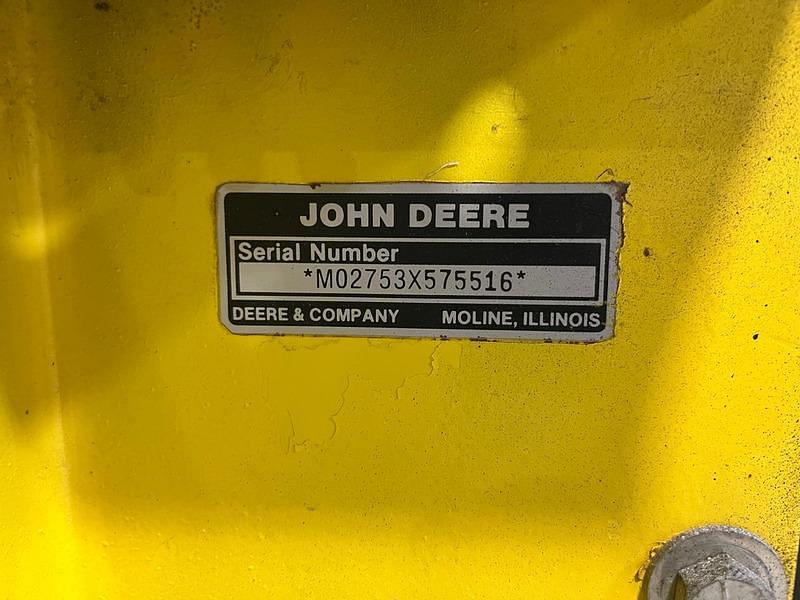 JOHN DEERE
Serial Number
*M02753X575516*
DEERE & COMPANY MOLINE, ILLINOIS